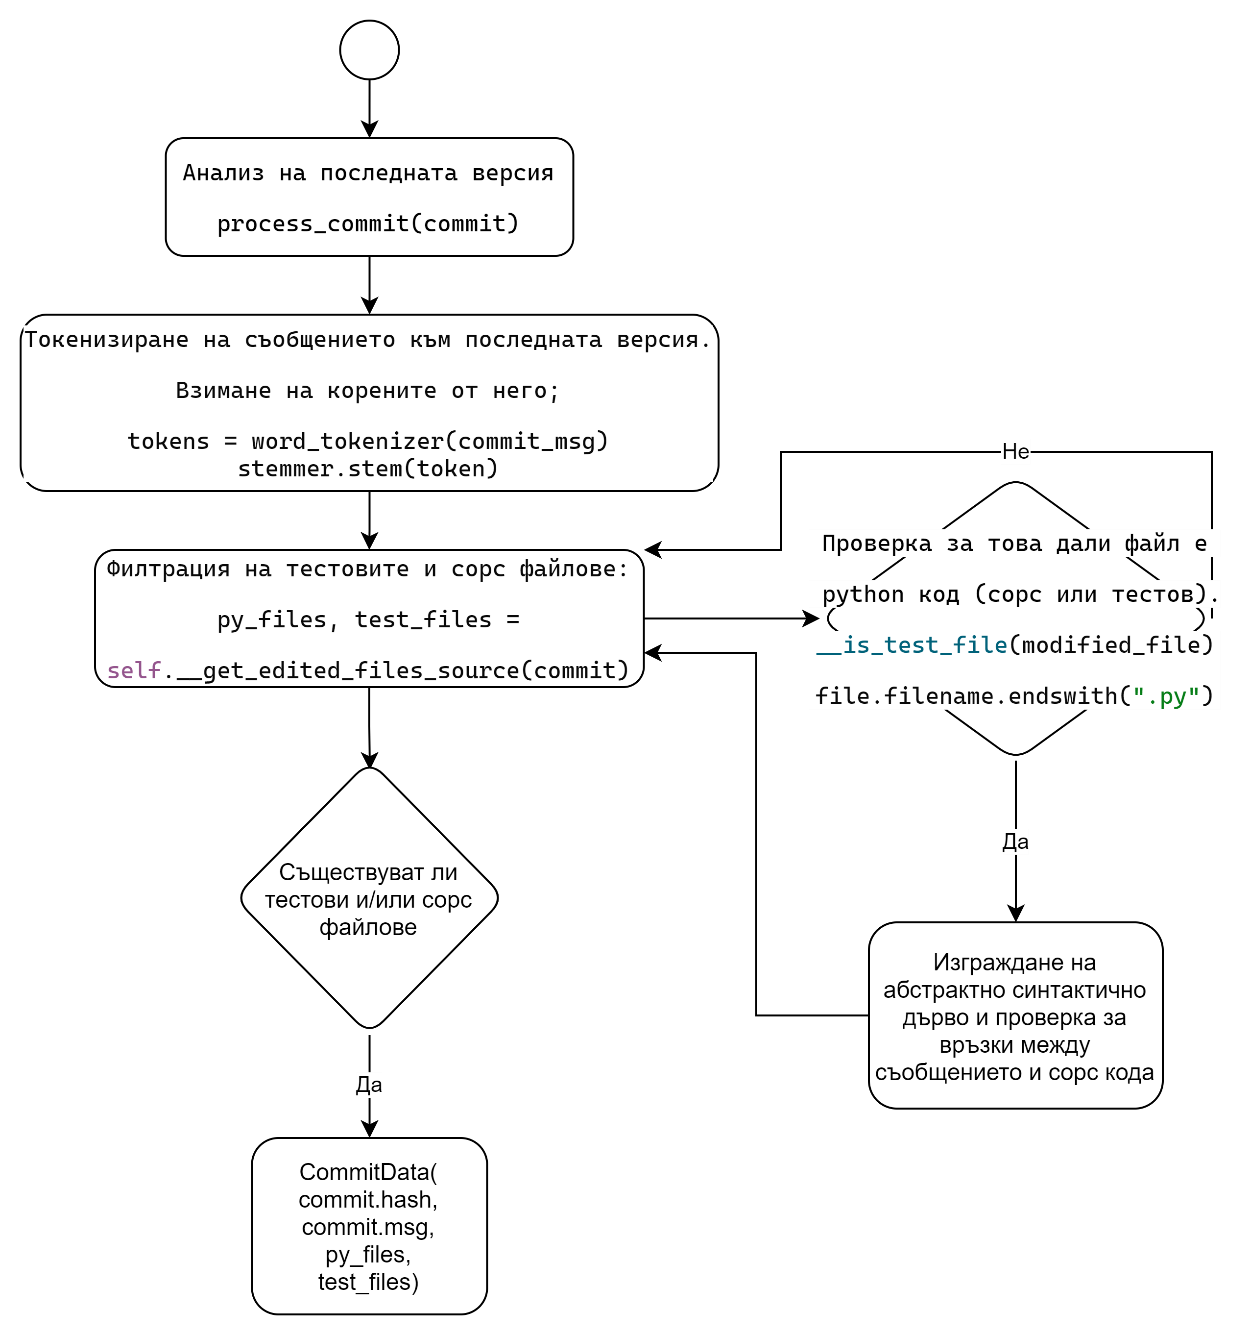 Анализ на последната версия
process_commit(commit)
Токенизиране на съобщението към последната версия.
Взимане на корените от него;
tokens = word_tokenizer(commit_msg)
stemmer.stem(token)
Не
Филтрация на тестовите и сорс файлове:
py_files, test_files =
self.__get_edited_files_source(commit)
Проверка за това дали файл е
python код (сорс или тестов).
__is_test_file(modified_file)
file.filename.endswith(".py")
Да
Съществуват ли
тестови и/или сорс
файлове
Изграждане на
абстрактно синтактично
дърво и проверка за
връзки между
съобщението и сорс кода
Да
CommitData(
commit.hash,
commit.msg,
py_files,
test_files)